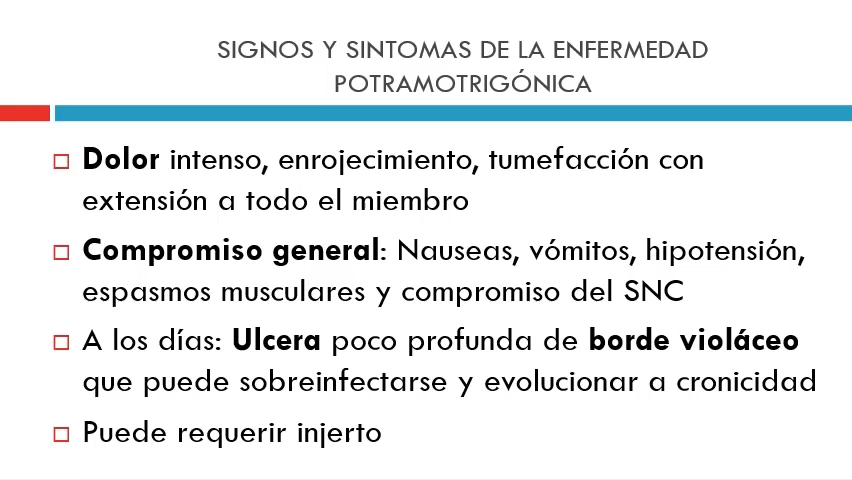 SIGNOS Y SINTOMAS DE LA ENFERMEDAD
POTRAMOTRIGÓNICA
Dolor intenso, enrojecimiento, tumefacción con
extensión a todo el miembro
Compromiso general: Nauseas, vómitos, hipotensión,
espasmos musculares y compromiso del SNC
A los días: Ulcera poco profunda de borde violáceo
que puede sobreinfectarse y evolucionar a cronicidad
Puede requerir injerto